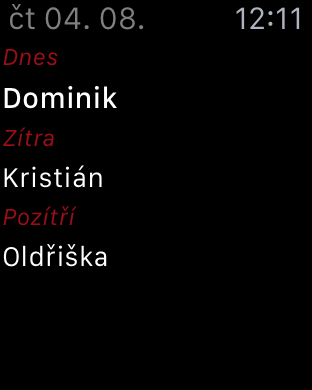 čt 04. 08. 12:11
Dnes
Dominik
Zítra
Kristián
Pozítří
Oldřiška